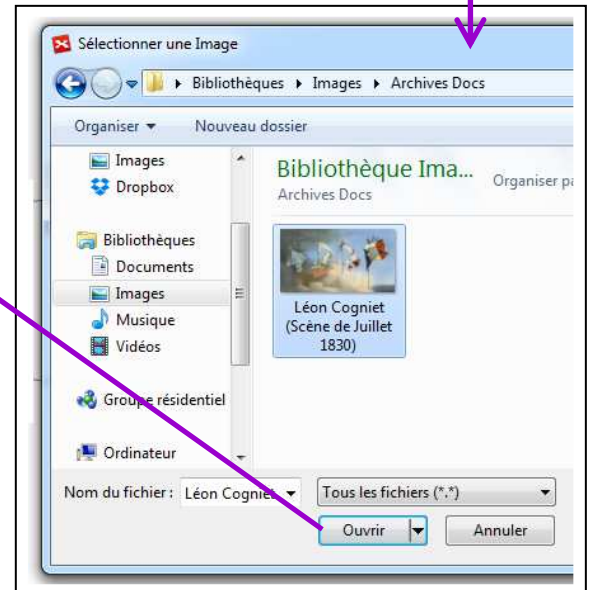 Sélectionner une Image
Bibliothèques Images Archives Docs
Organiser Nouveau dossier
Images
Dropbox
Bibliothèques
Documents
Images
Musique
Vidéos
Groupe résidentiel
Ordinateur
Bibliothèque Ima...
Organiser pa
Archives Docs
Léon Cogniet
(Scène de Juillet
1830)
Nom du fichier : Léon Cogniet Tous les fichiers (*.*)
Ouvrir Annuler